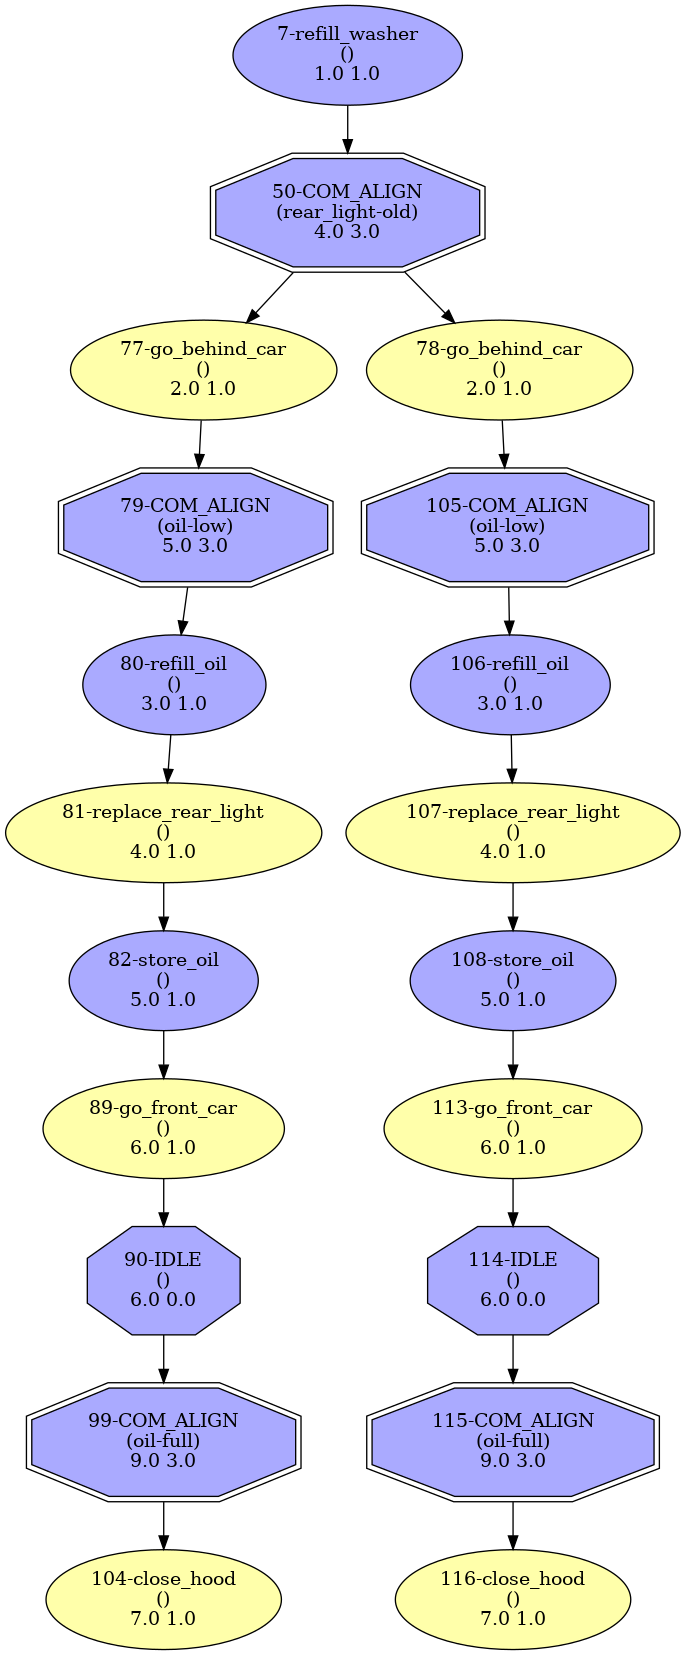 7-refill_washer
()
1.0 1.0
50-COM_ALIGN
(rear_light-old)
4.0 3.0
77-go_behind_car
()
2.0 1.0
78-go_behind_car
()
2.0 1.0
79-COM_ALIGN
(oil-low)
5.0 3.0
105-COM_ALIGN
(oil-low)
5.0 3.0
80-refill_oil
()
3.0 1.0
106-refill_oil
()
3.0 1.0
81-replace_rear_light
()
4.0 1.0
107-replace_rear_light
()
4.0 1.0
82-store_oil
()
5.0 1.0
108-store_oil
()
5.0 1.0
89-go_front_car
()
6.0 1.0
113-go_front_car
()
6.0 1.0
90-IDLE
()
6.0 0.0
114-IDLE
()
6.0 0.0
99-COM_ALIGN
(oil-full)
9.0 3.0
115-COM_ALIGN
(oil-full)
9.0 3.0
104-close_hood
()
7.0 1.0
116-close_hood
()
7.0 1.0